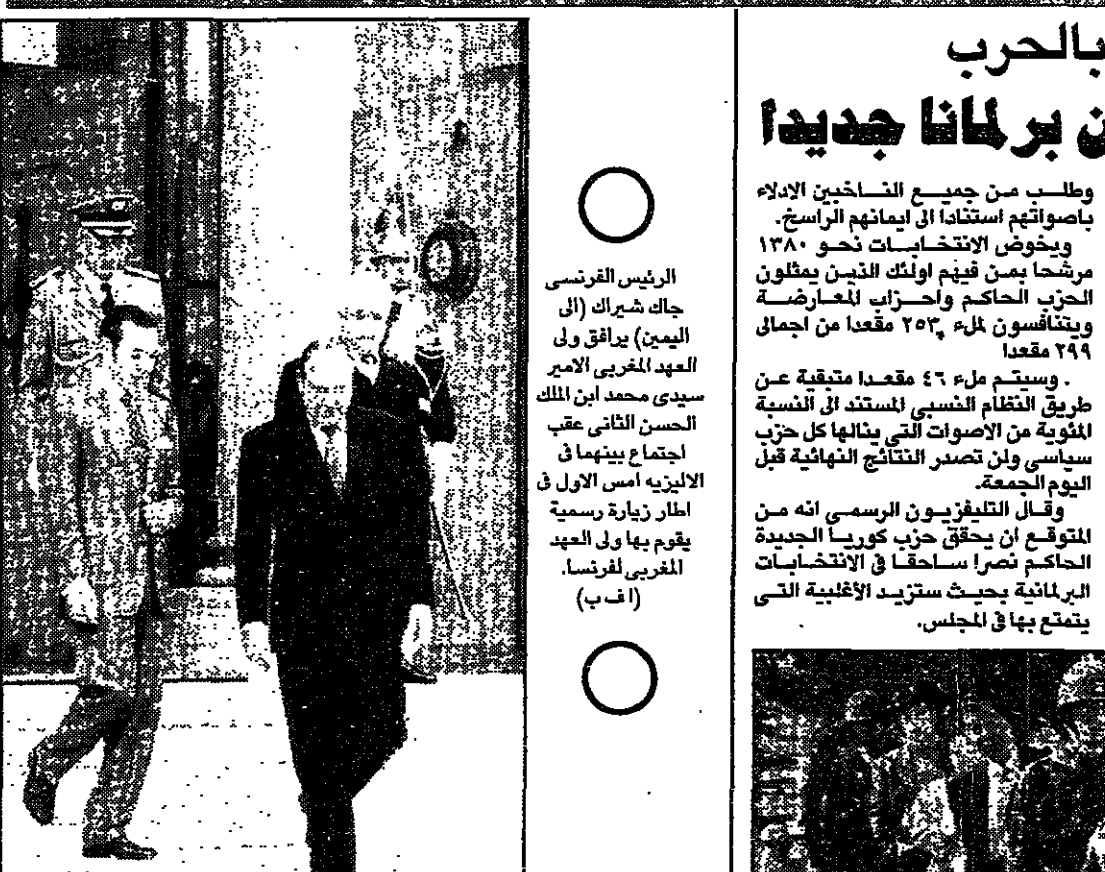 بالحرب
ن برلمانا جديدا
وطلب من جميع الناخبين الادلاء
باصواتهم استنادا الى ايمانهم الراسخ.
ويخوض الانتخابات نحو ١٣٨٠
مرشحا بمن فيهم اولئك الذين يمثلون
الحزب الحاكم واحزاب المعارضة
ويتنافسون لملء ٢٥٣ مقعدا من اجمالى
٢٩٩ مقعدا
. وسيتم ملء ٤٦ مقعدا متبقية عن
طريق النظام النسبي المستند الى النسبة
المئوية من الاصوات التي ينالها كل حزب
سياسى ولن تصدر النتائج النهائية قبل
اليوم الجمعة.
وقال التليفزيون الرسمى انه من
المتوقع ان يحقق حزب كوريا الجديدة
الحاكم نصرا ساحقا في الانتخابات
البرلمانية بحيث ستزيد الأغلبية التى
يتمتع بها في المجلس.
الرئيس الفرنسى
جاك شيراك (الى
اليمين) يرافق ولى
العهد المغربى الامير
سيدى محمد ابن الملك
الحسن الثانى عقب
اجتماع بينهما فى
الاليزيه امس الاول فى
اطار زيارة رسمية
يقوم بها ولى العهد
المغربى لفرنسا.
(ا ف ب)